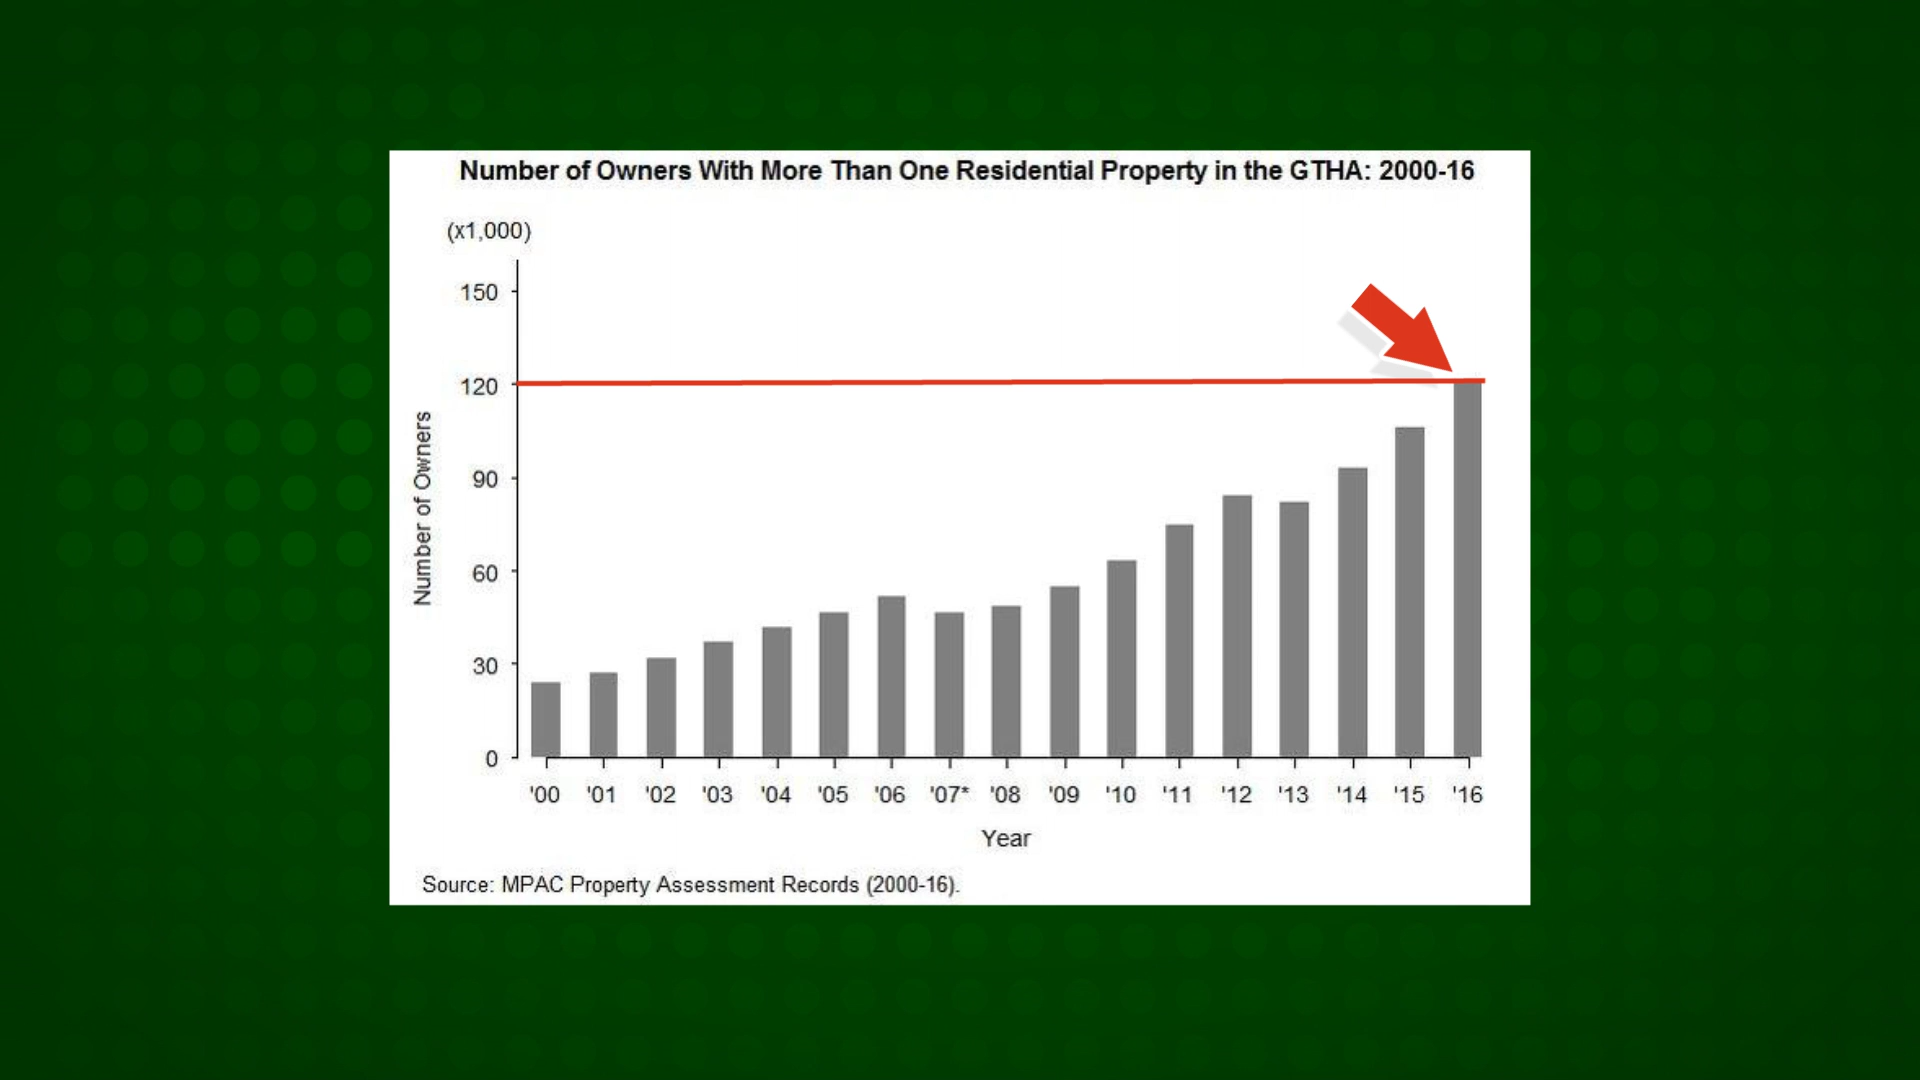 Number of Owners With More Than One Residential Property in the GTHA: 2000-16
(x1,000)
150
120
90
60
30
0
Number of Owners
'00 '01 '02 '03 '04 '05 '06 '07* '08 '09 '10 '11 '12 '13 '14 '15 '16
Year
Source: MPAC Property Assessment Records (2000-16).